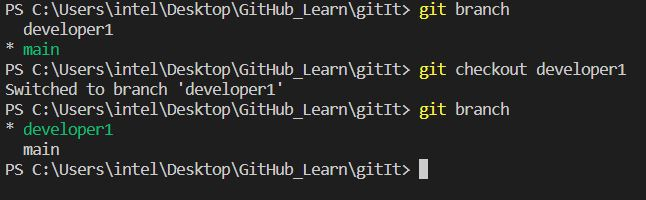 PS C:\Users\intel\Desktop\GitHub_Learn\gitIt> git branch
  developer1
* main
PS C:\Users\intel\Desktop\GitHub_Learn\gitIt> git checkout developer1
Switched to branch 'developer1'
PS C:\Users\intel\Desktop\GitHub_Learn\gitIt> git branch
* developer1
  main
PS C:\Users\intel\Desktop\GitHub_Learn\gitIt>